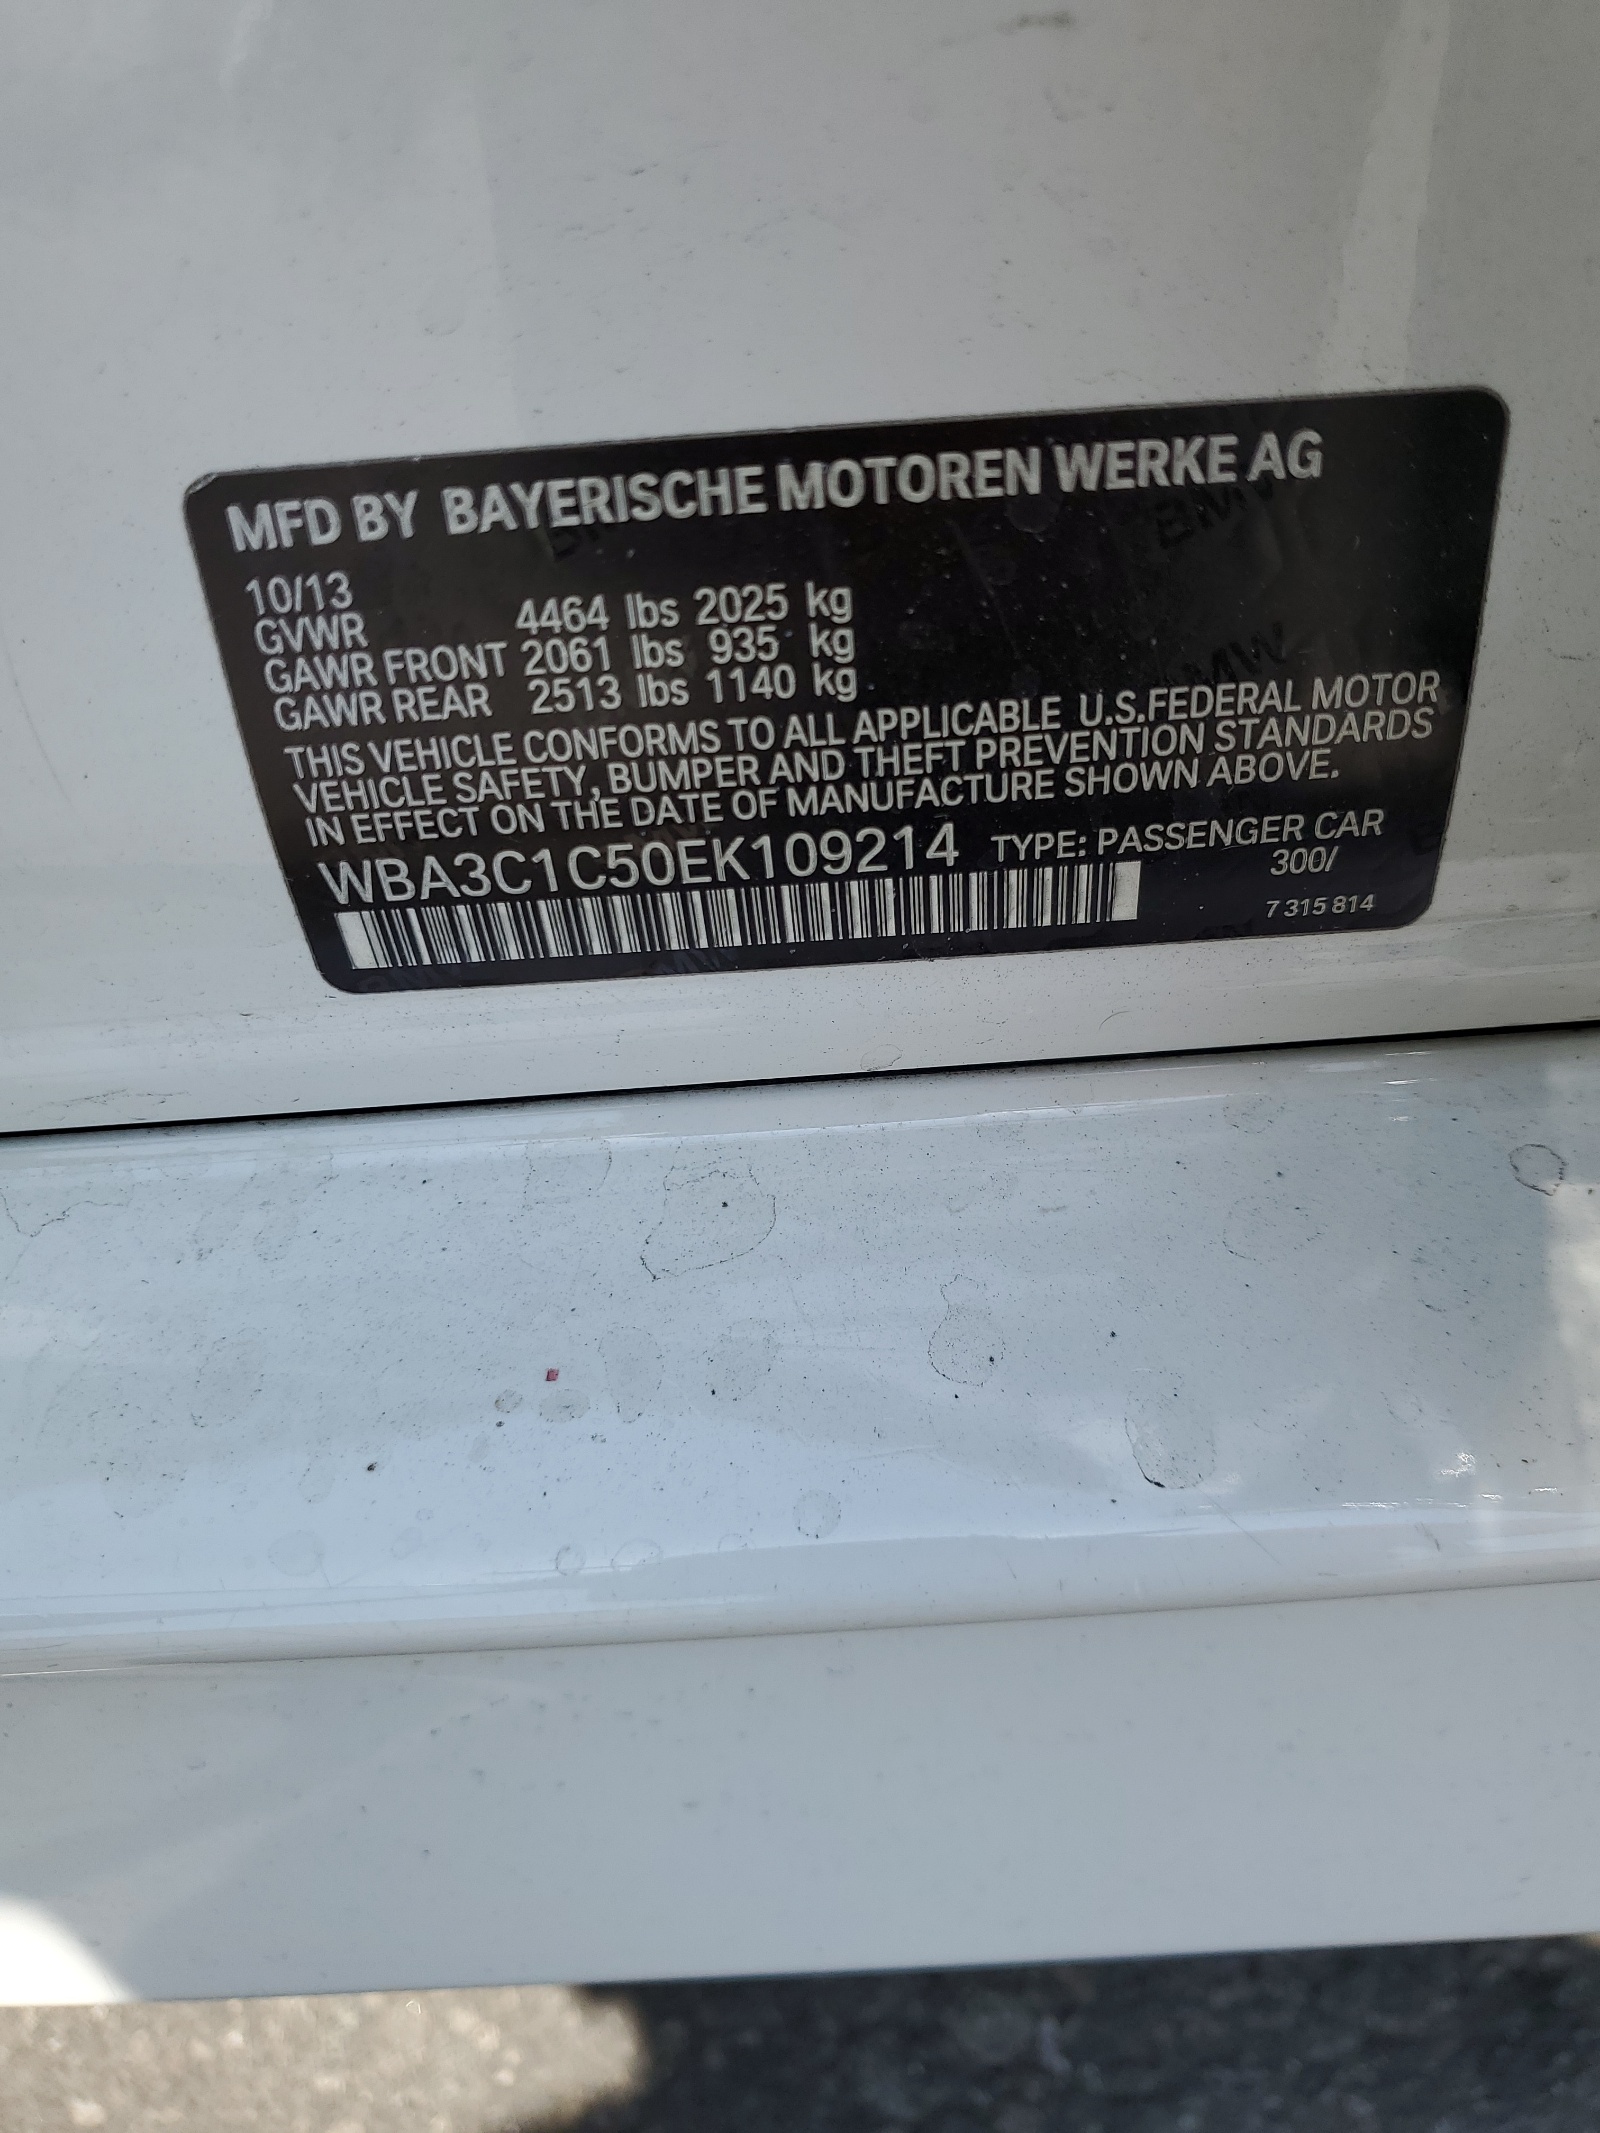 MFD BY BAYERISCHE MOTOREN WERKE AG
10/13
GVWR 4464 lbs 2025 kg
GAWR FRONT 2061 lbs 935 kg
GAWR REAR 2513 lbs 1140 kg
THIS VEHICLE CONFORMS TO ALL APPLICABLE U.S.FEDERAL MOTOR
VEHICLE SAFETY, BUMPER AND THEFT PREVENTION STANDARDS
IN EFFECT ON THE DATE OF MANUFACTURE SHOWN ABOVE.
WBA3C1C50EK109214 TYPE: PASSENGER CAR
300/
7 315 814